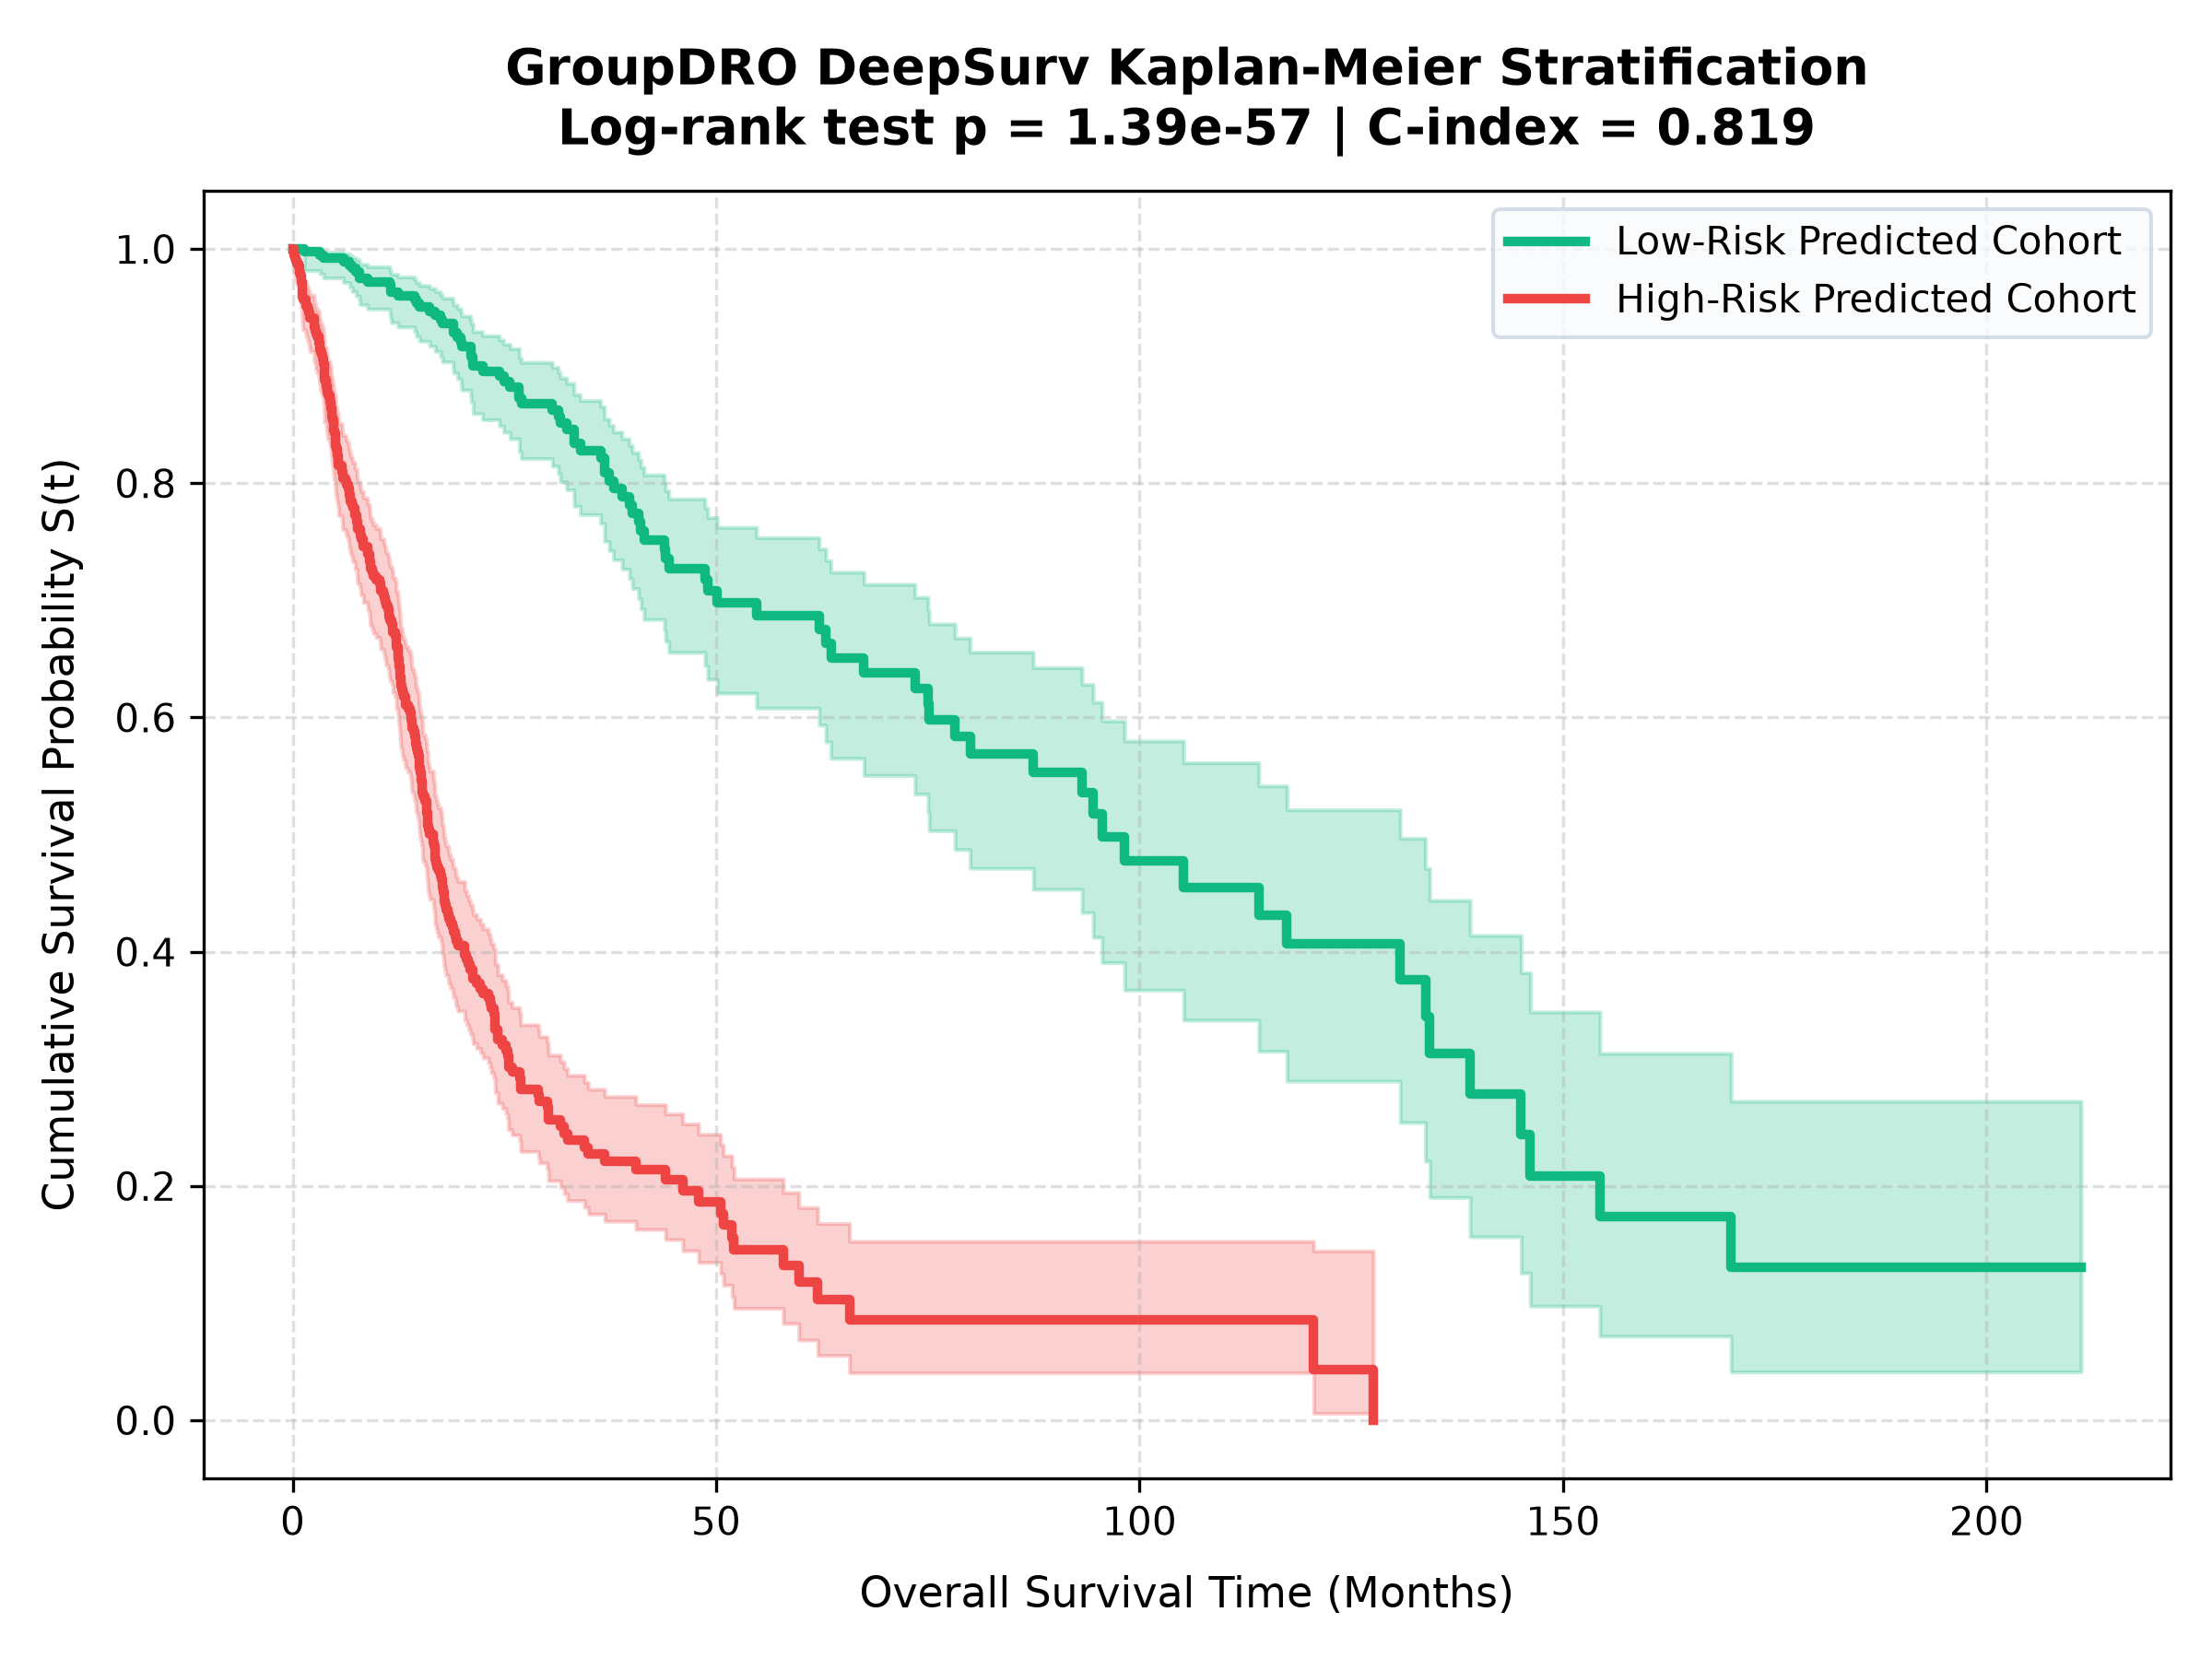 GroupDRO DeepSurv Kaplan-Meier Stratification
Log-rank test p = 1.39e-57 | C-index = 0.819
Low-Risk Predicted Cohort
High-Risk Predicted Cohort
Cumulative Survival Probability S(t)
1.0
0.8
0.6
0.4
0.2
0.0
0
50
100
150
200
Overall Survival Time (Months)